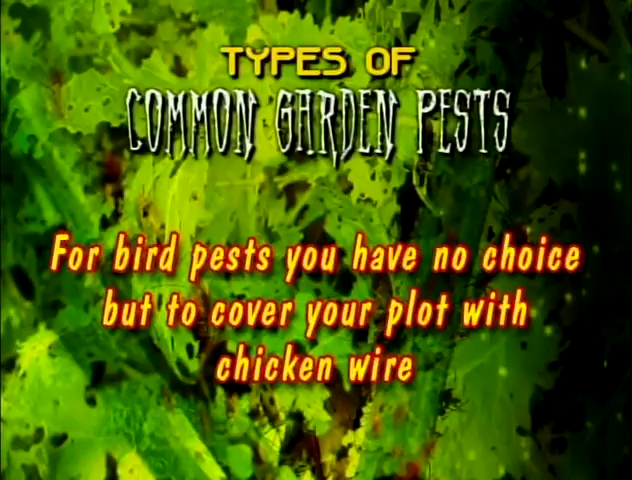 TYPES OF
COMMON GARDEN PESTS
For bird pests you have no choice
but to cover your plot with
chicken wire